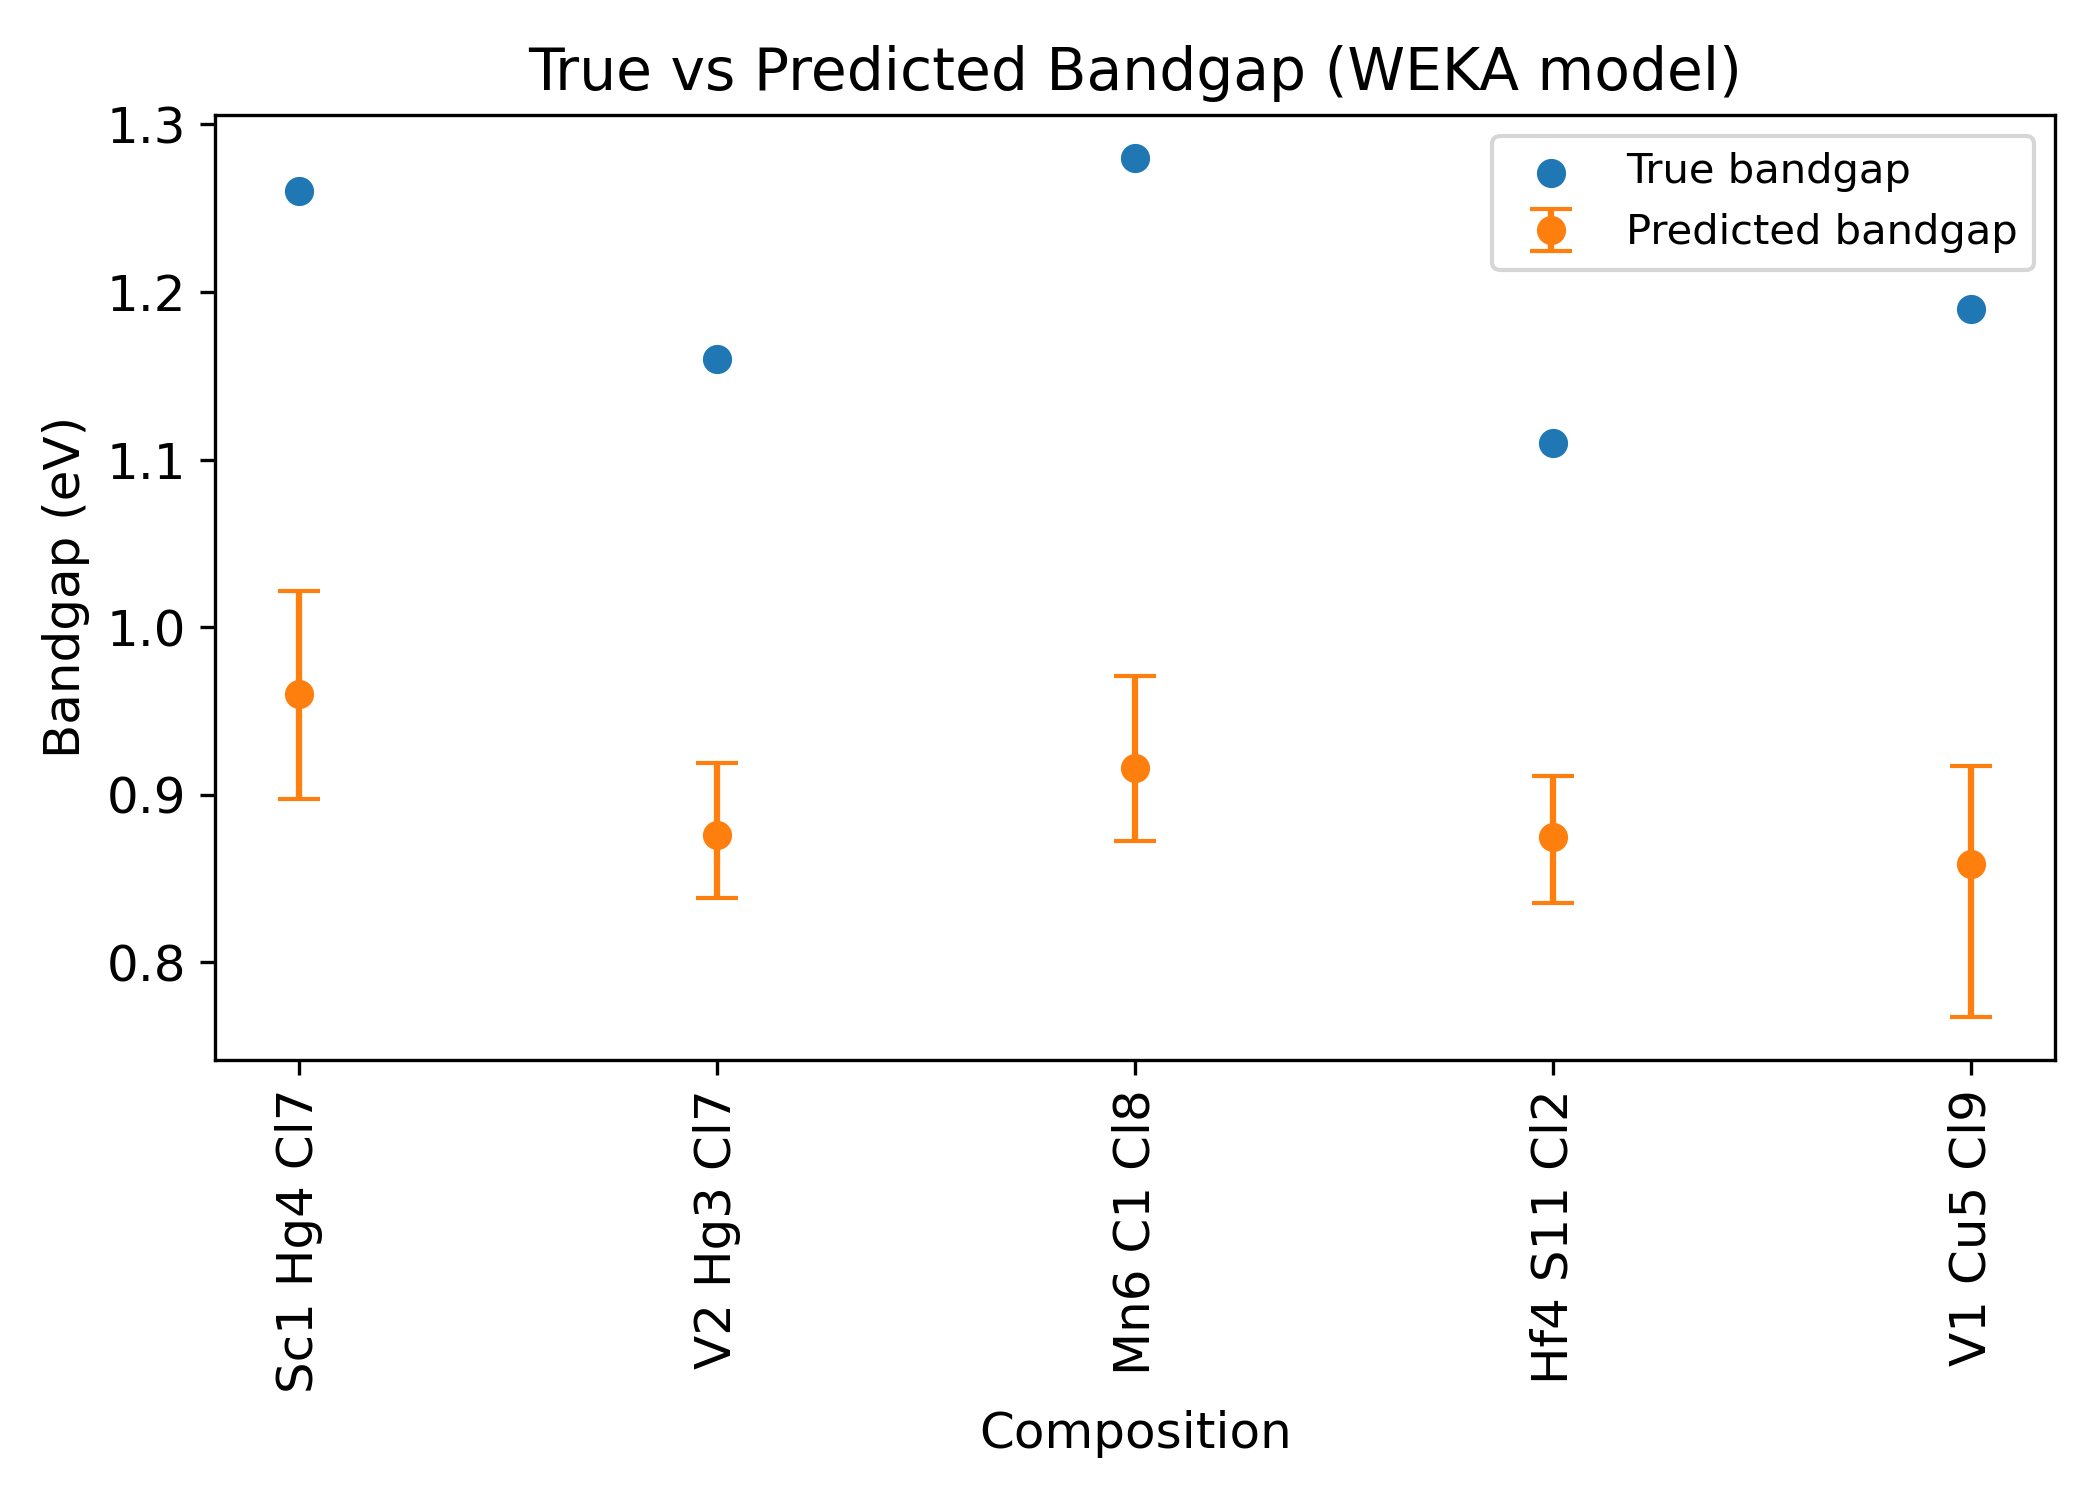 True vs Predicted Bandgap (WEKA model)
True bandgap
Predicted bandgap
Bandgap (eV)
1.3
1.2
1.1
1.0
0.9
0.8
Sc1 Hg4 Cl7
V2 Hg3 Cl7
Mn6 C1 Cl8
Hf4 S11 Cl2
V1 Cu5 Cl9
Composition